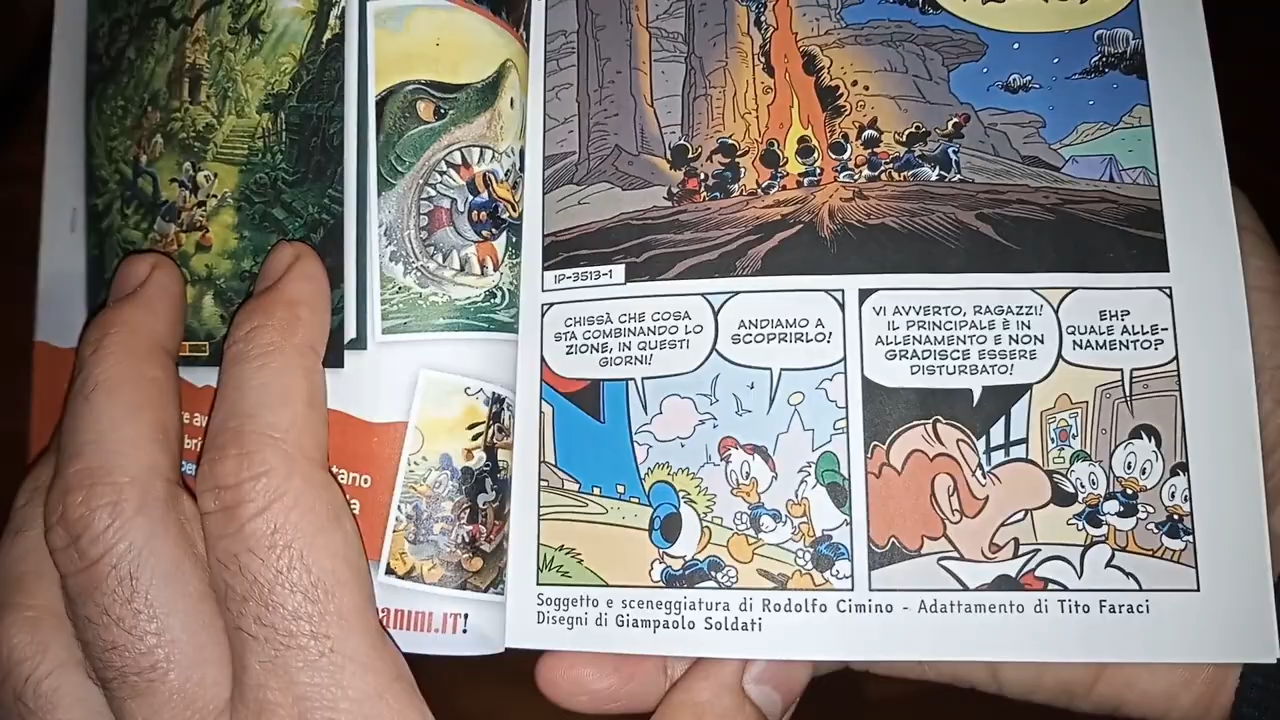 tano
ANINI.IT!
IP-3513-1
CHISSÀ CHE COSA
STA COMBINANDO LO
ZIONE, IN QUESTI
GIORNI!
ANDIAMO A
SCOPRIRLO!
VI AVVERTO, RAGAZZI!
IL PRINCIPALE È IN
ALLENAMENTO E NON
GRADISCE ESSERE
DISTURBATO!
EH?
QUALE ALLE-
NAMENTO?
Soggetto e sceneggiatura di Rodolfo Cimino - Adattamento di Tito Faraci
Disegni di Giampaolo Soldati